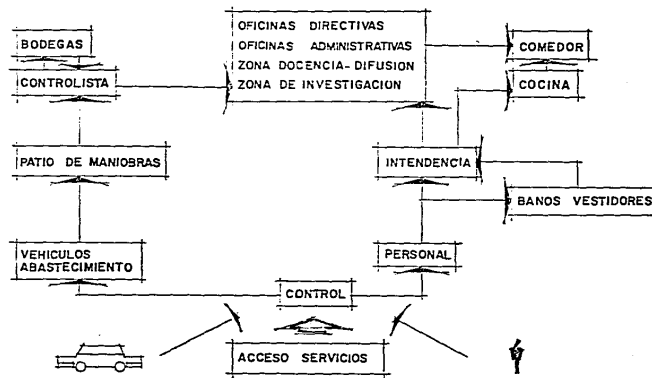 BODEGAS
CONTROLISTA
OFICINAS DIRECTIVAS
OFICINAS ADMINISTRATIVAS
ZONA DOCENCIA-DIFUSION
ZONA DE INVESTIGACION
COMEDOR
COCINA
PATIO DE MANIOBRAS
INTENDENCIA
BANOS VESTIDORES
VEHICULOS
ABASTECIMIENTO
PERSONAL
CONTROL
ACCESO SERVICIOS